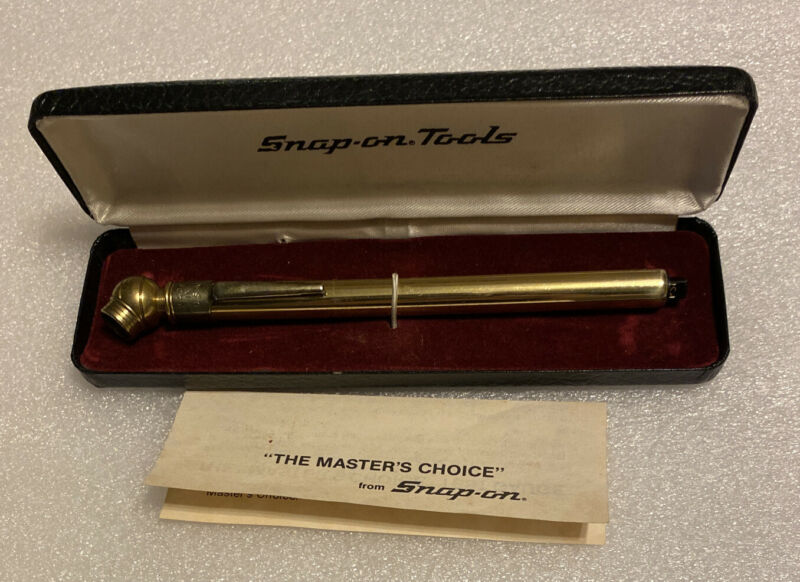 Snap-on® Tools
"THE MASTER'S CHOICE"
from Snap-on®
Master's Choice